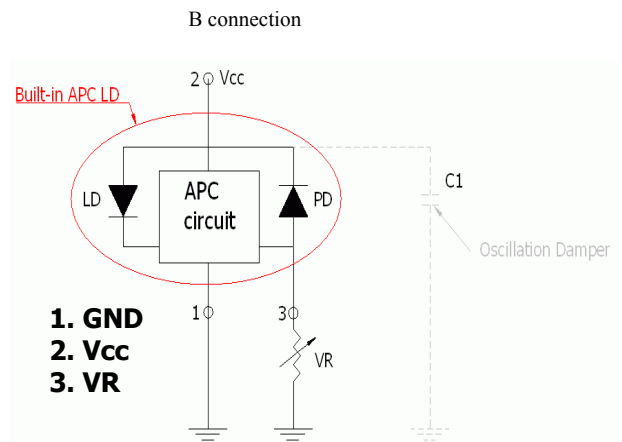 B connection
2 Vcc
Built-in APC LD
LD
APC
circuit
PD
C1
Oscillation Damper
1
3
VR
1. GND
2. Vcc
3. VR